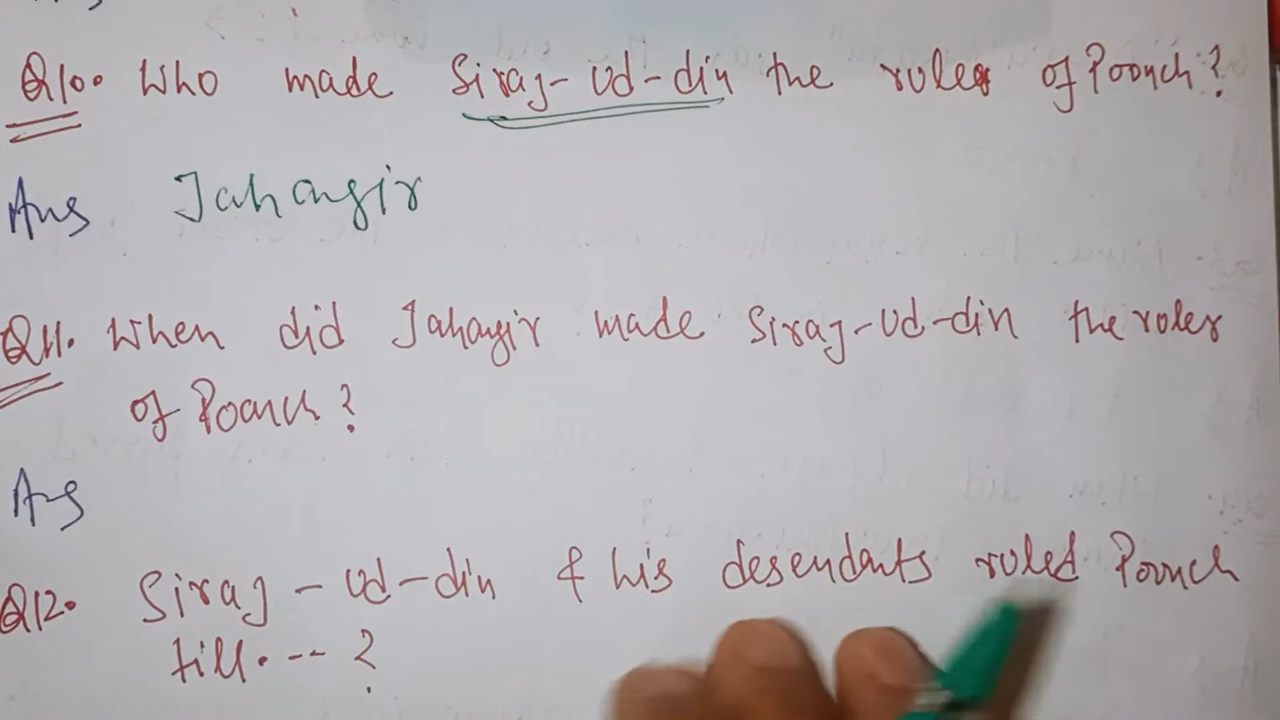 Q10. Who made Siraj-Ud-din the ruler of Poonch?
Ans Jahangir
Q11. When did Jahangir made Siraj-Ud-din the ruler
of Poonch?
Ans
Q12. Siraj-Ud-din & his desendants ruled Poonch
till.-- ?